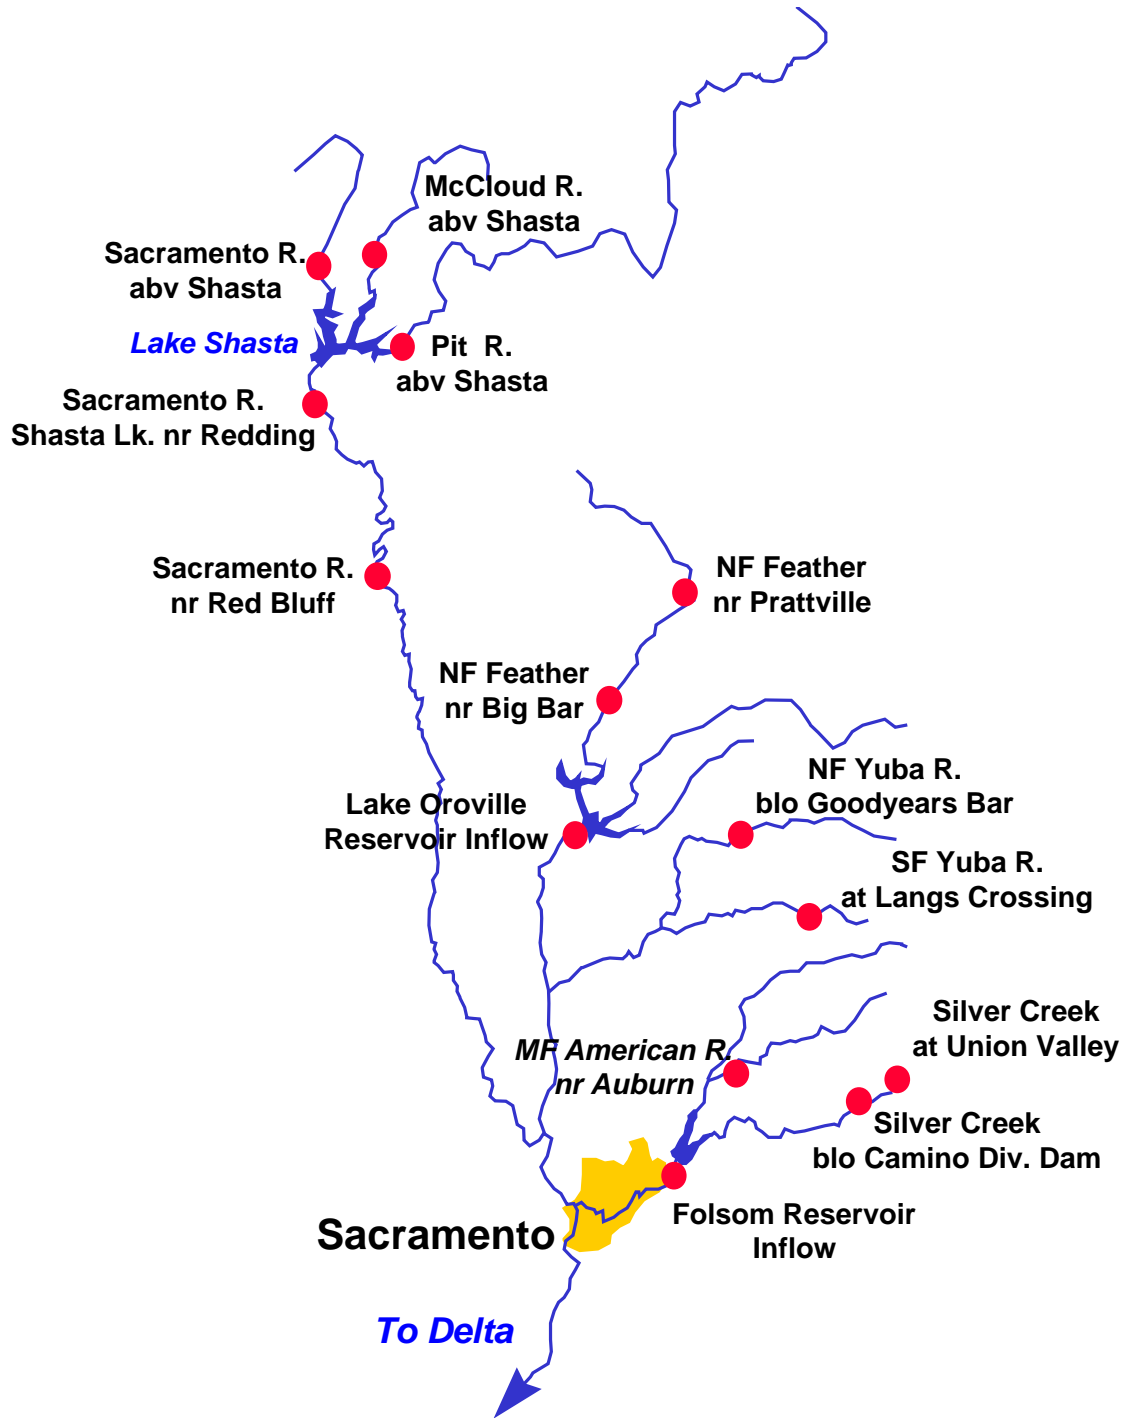 McCloud R.
abv Shasta
Sacramento R.
abv Shasta
Lake Shasta
Pit R.
abv Shasta
Sacramento R.
Shasta Lk. nr Redding
Sacramento R.
nr Red Bluff
NF Feather
nr Prattville
NF Feather
nr Big Bar
NF Yuba R.
blo Goodyears Bar
Lake Oroville
Reservoir Inflow
SF Yuba R.
at Langs Crossing
Silver Creek
at Union Valley
MF American R.
nr Auburn
Silver Creek
blo Camino Div. Dam
Folsom Reservoir
Inflow
Sacramento
To Delta